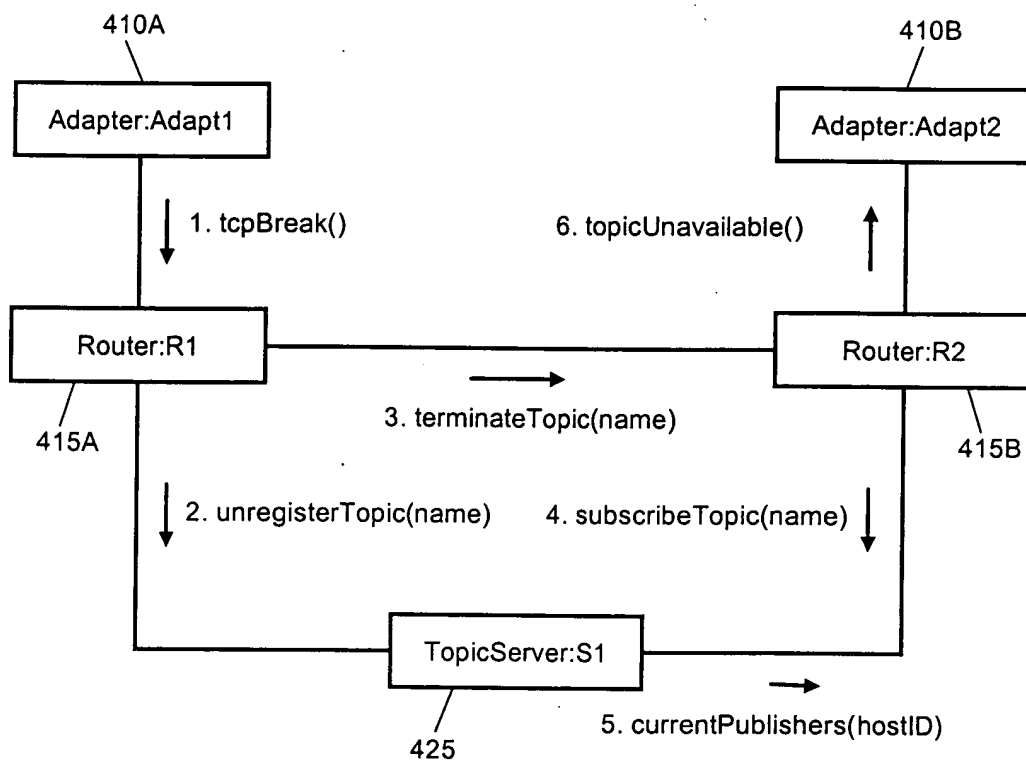 410A
410B
Adapter:Adapt1
Adapter:Adapt2
1. tcpBreak()
6. topicUnavailable()
Router:R1
Router:R2
3. terminateTopic(name)
415A
415B
2. unregisterTopic(name)
4. subscribeTopic(name)
TopicServer:S1
5. currentPublishers(hostID)
425